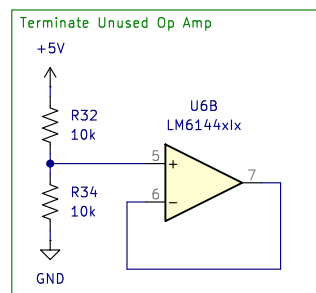 Terminate Unused Op Amp
+5V
R32
10k
U6B
LM6144xIx
5
+
7
R34
10k
6
-
GND